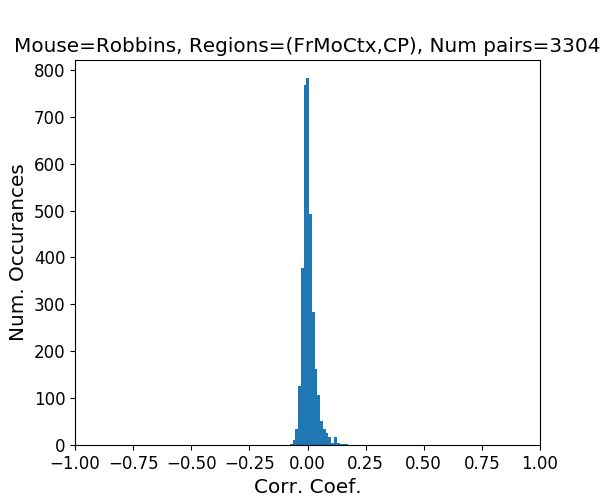 Mouse=Robbins, Regions=(FrMoCtx,CP), Num pairs=3304
800
700
600
500
400
300
200
100
0
Num. Occurances
−1.00 −0.75 −0.50 −0.25 0.00 0.25 0.50 0.75 1.00
Corr. Coef.